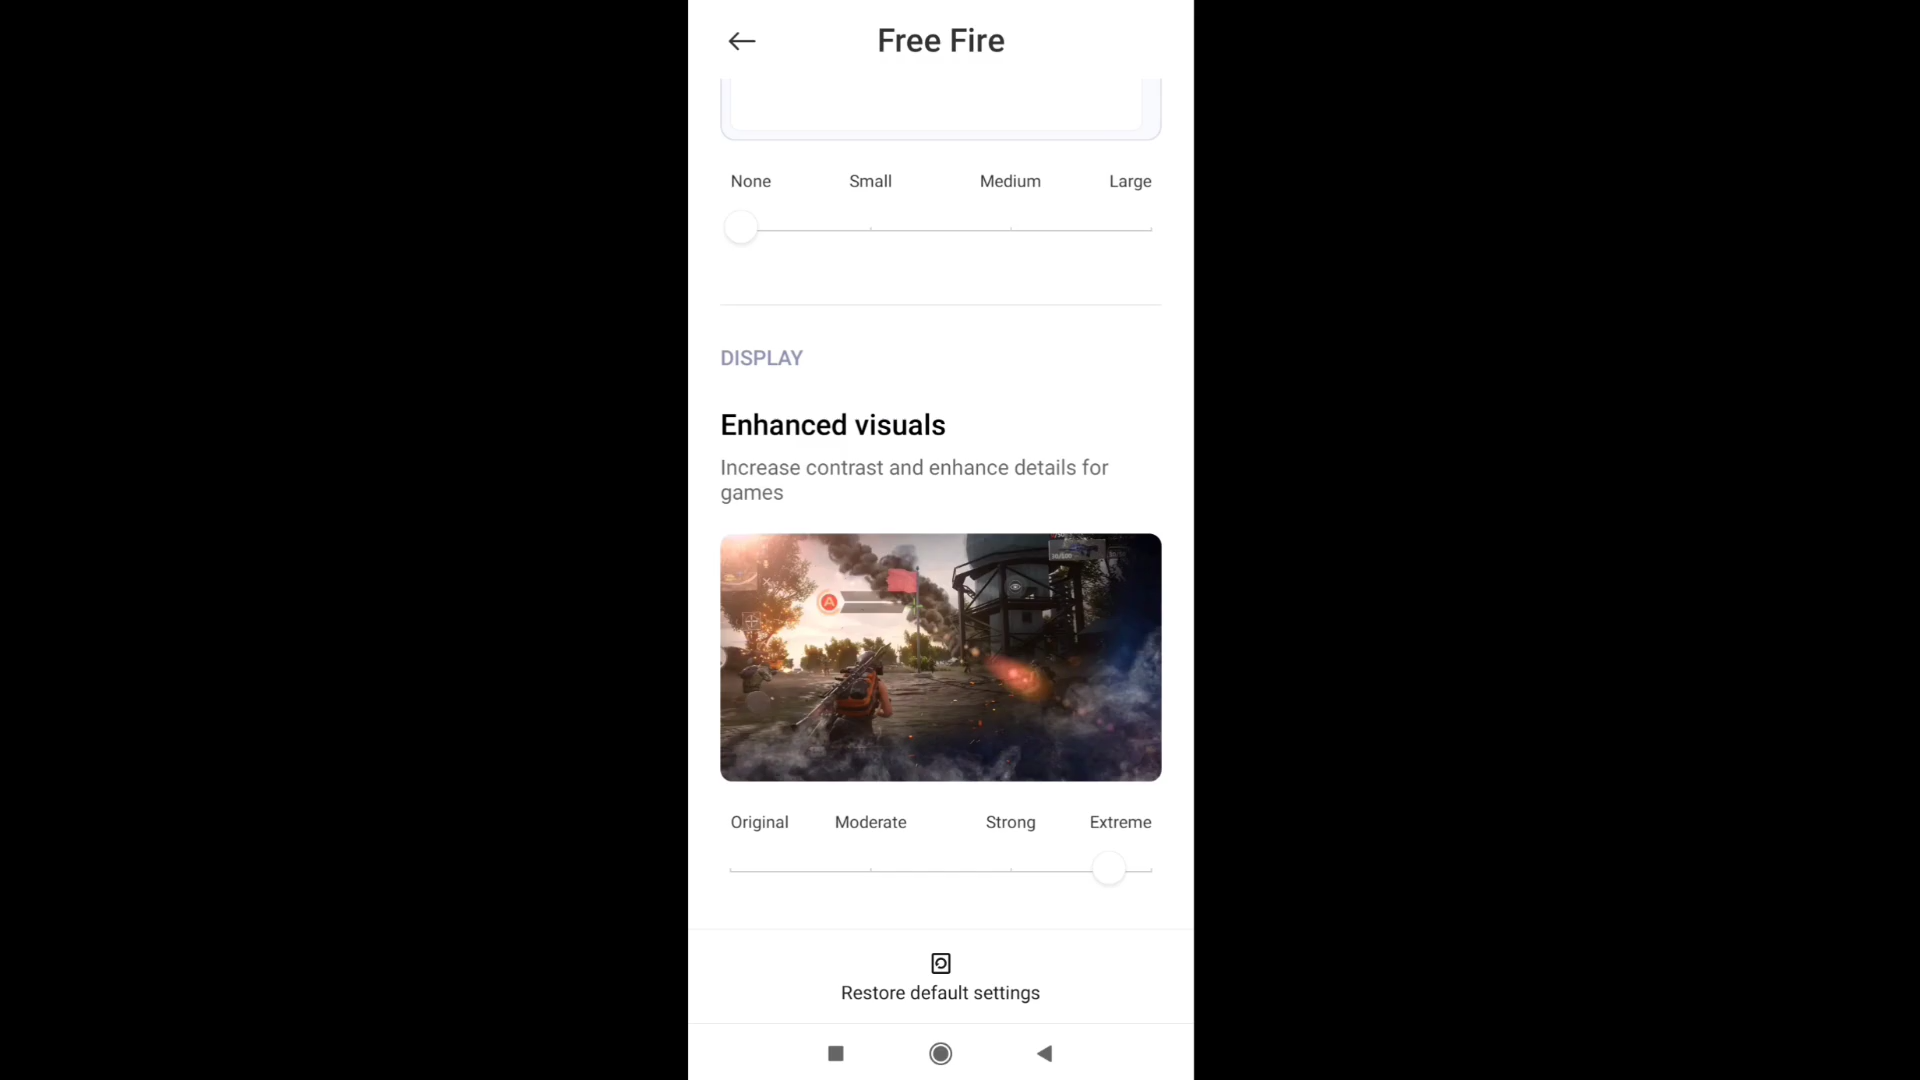 Free Fire
None Small Medium Large
DISPLAY
Enhanced visuals
Increase contrast and enhance details for
games
A
Original Moderate Strong Extreme
Restore default settings